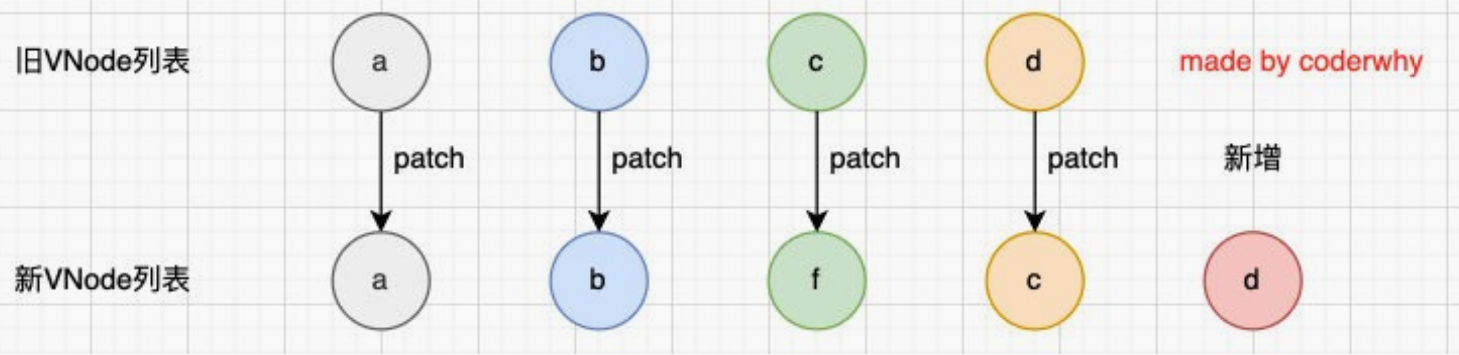 旧VNode列表 a b c d made by coderwhy
patch patch patch patch 新增
新VNode列表 a b f c d